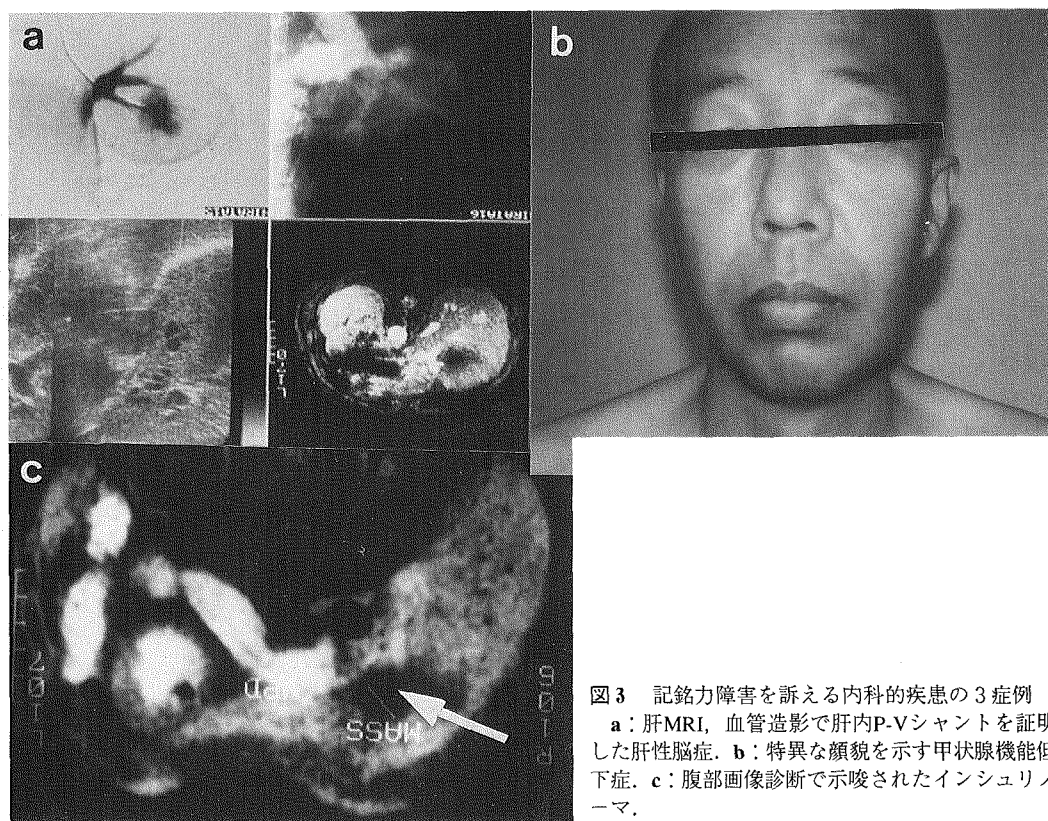 a
b
HIRATA16
c
MASS
図3 記銘力障害を訴える内科的疾患の3症例
a：肝MRI，血管造影で肝内P-Vシャントを証明
した肝性脳症．b：特異な顔貌を示す甲状腺機能低
下症．c：腹部画像診断で示唆されたインシュリノ
ーマ．